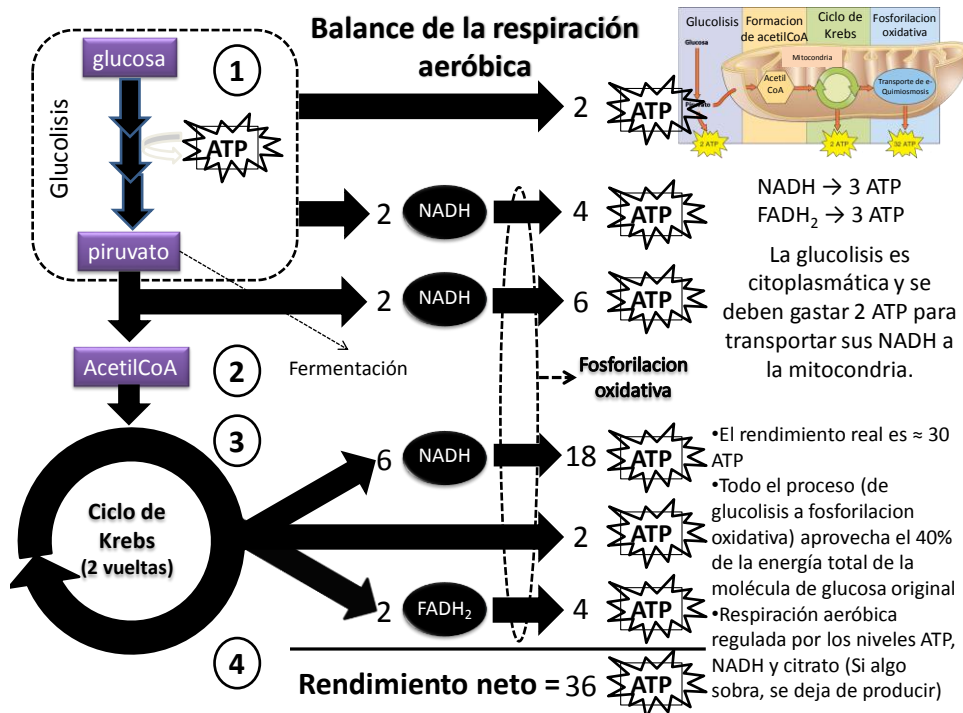 Balance de la respiración
aeróbica
glucosa
1
Glucolisis
ATP
piruvato
2
ATP
2
NADH
4
ATP
2
NADH
6
ATP
Fermentación
AcetilCoA
2
Fosforilacion
oxidativa
3
Ciclo de
Krebs
(2 vueltas)
6
NADH
18
ATP
2
ATP
2
FADH₂
4
ATP
4
Rendimiento neto = 36
ATP
Glucolisis
Formacion
de acetilCoA
Ciclo de
Krebs
Fosforilacion
oxidativa
Glucosa
Mitocondria
Acetil
CoA
Transporte de e-
Quimiosmosis
2 ATP
2 ATP
32 ATP
NADH → 3 ATP
FADH₂ → 3 ATP
La glucolisis es
citoplasmática y se
deben gastar 2 ATP para
transportar sus NADH a
la mitocondria.
•El rendimiento real es ≈ 30
ATP
•Todo el proceso (de
glucolisis a fosforilacion
oxidativa) aprovecha el 40%
de la energía total de la
molécula de glucosa original
•Respiración aeróbica
regulada por los niveles ATP,
NADH y citrato (Si algo
sobra, se deja de producir)